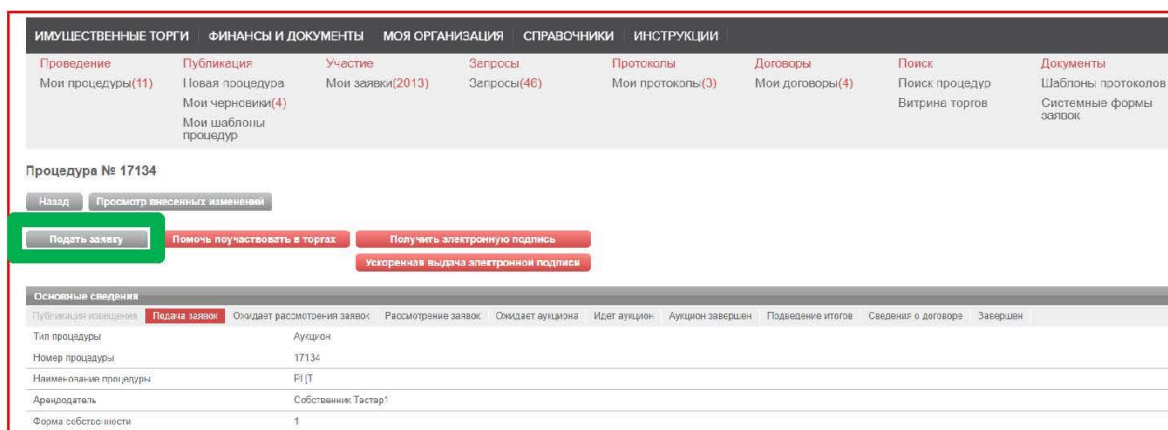 ИМУЩЕСТВЕННЫЕ ТОРГИ ФИНАНСЫ И ДОКУМЕНТЫ МОЯ ОРГАНИЗАЦИЯ СПРАВОЧНИКИ ИНСТРУКЦИИ
Проведение Публикация Участие Запросы Протоколы Договоры Поиск Документы
Мои процедуры(11) Новая процедура Мои заявки(2013) Запросы(46) Мои протоколы(3) Мои договоры(4) Поиск процедур Шаблоны протоколов
Мои черновики(4) Витрина торгов Системные формы
Мои шаблоны заявок
процедур
Процедура № 17134
Назад Просмотр внесенных изменений
Подать заявку Помочь поучаствовать в торгах Получить электронную подпись
Ускоренная выдача электронной подписи
Основные сведения
Публикация извещения Подача заявок Ожидает рассмотрения заявок Рассмотрение заявок Ожидает аукциона Идет аукцион Аукцион завершен Подведение итогов Сведения о договоре Завершен
Тип процедуры Аукцион
Номер процедуры 17134
Наименование процедуры
Арендодатель Собственник Тестер1
Форма собственности 1